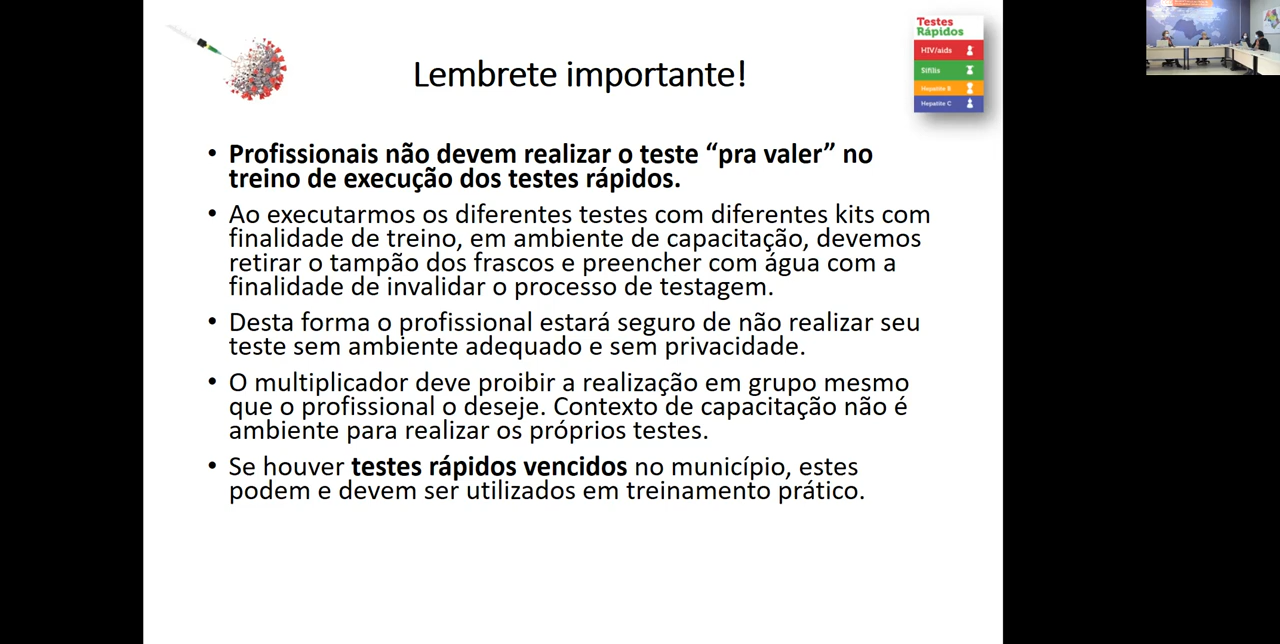 Lembrete importante!
Testes
Rápidos
HIV/aids
Sífilis
Hepatite B
Hepatite C
• Profissionais não devem realizar o teste “pra valer” no
treino de execução dos testes rápidos.
• Ao executarmos os diferentes testes com diferentes kits com
finalidade de treino, em ambiente de capacitação, devemos
retirar o tampão dos frascos e preencher com água com a
finalidade de invalidar o processo de testagem.
• Desta forma o profissional estará seguro de não realizar seu
teste sem ambiente adequado e sem privacidade.
• O multiplicador deve proibir a realização em grupo mesmo
que o profissional o deseje. Contexto de capacitação não é
ambiente para realizar os próprios testes.
• Se houver testes rápidos vencidos no município, estes
podem e devem ser utilizados em treinamento prático.